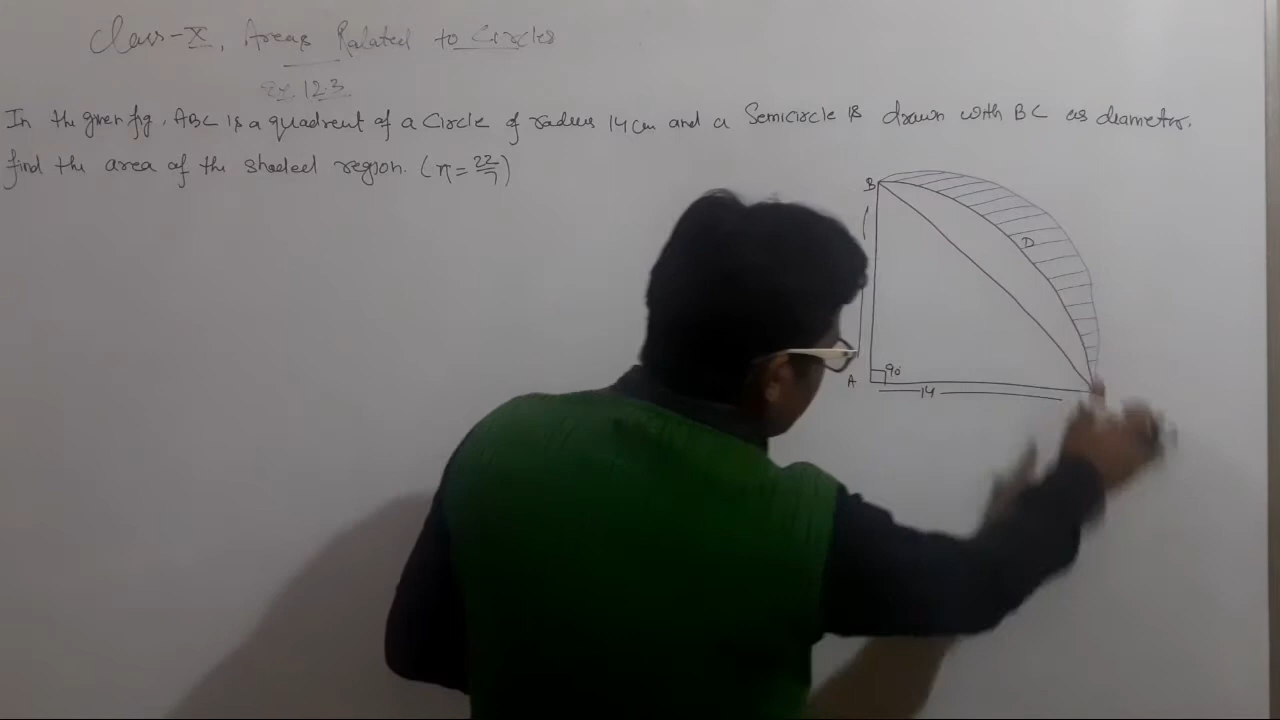 Class-X, Areas Ralated to Circles
Ex. 12.3
In the given fig. ABC is a quadrent of a Circle of radius 14 cm and a Semicircle is drawn with BC as diameter.
find the area of the shaded region. (π = 22/7)
B
D
A
90
14